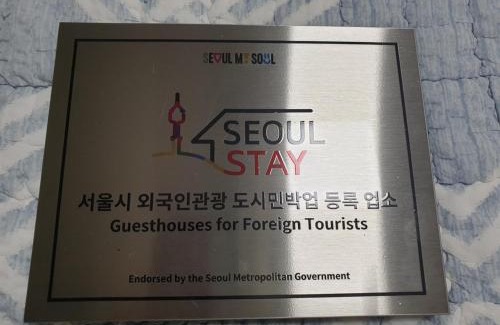 SEOUL MY SOUL
SEOUL
STAY
서울시 외국인관광 도시민박업 등록 업소
Guesthouses for Foreign Tourists
Endorsed by the Seoul Metropolitan Government